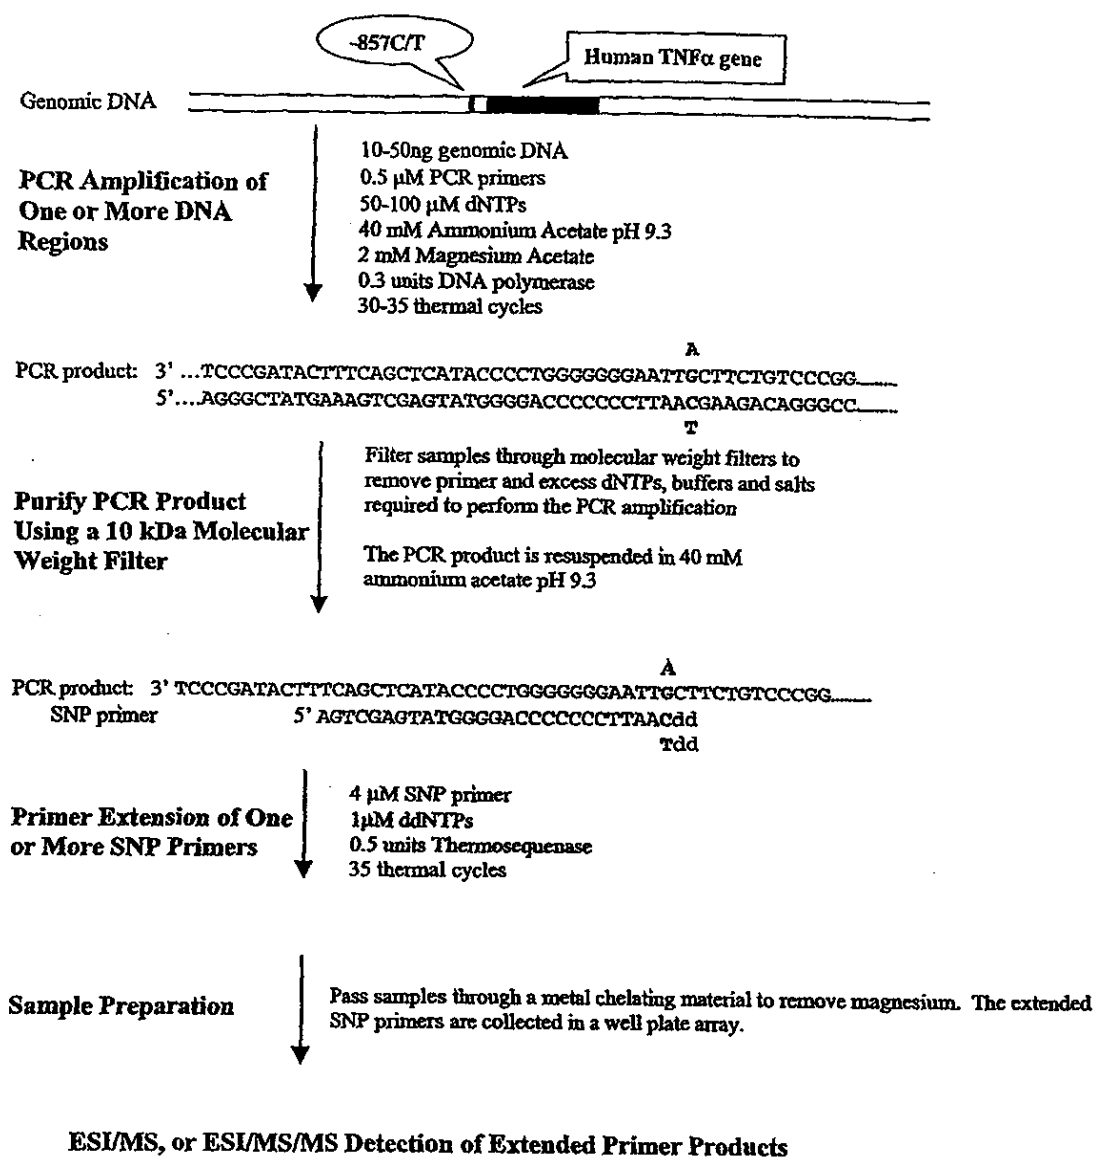 -857C/T
Human TNFα gene
Genomic DNA
PCR Amplification of
One or More DNA
Regions
10-50ng genomic DNA
0.5 µM PCR primers
50-100 µM dNTPs
40 mM Ammonium Acetate pH 9.3
2 mM Magnesium Acetate
0.3 units DNA polymerase
30-35 thermal cycles
A
PCR product: 3' ...TCCCGATACTTTCAGCTCATACCCCTGGGGGGGAATTGCTTCTGTCCCGG........
5'....AGGGCTATGAAAGTCGAGTATGGGGACCCCCCCTTAACGAAGACAGGGCC........
T
Purify PCR Product
Using a 10 kDa Molecular
Weight Filter
Filter samples through molecular weight filters to
remove primer and excess dNTPs, buffers and salts
required to perform the PCR amplification
The PCR product is resuspended in 40 mM
ammonium acetate pH 9.3
A
PCR product: 3' TCCCGATACTTTCAGCTCATACCCCTGGGGGGGAATTGCTTCTGTCCCGG........
SNP primer 5' AGTCGAGTATGGGGACCCCCCCTTAACdd
Tdd
Primer Extension of One
or More SNP Primers
4 µM SNP primer
1µM ddNTPs
0.5 units Thermosequenase
35 thermal cycles
Sample Preparation
Pass samples through a metal chelating material to remove magnesium. The extended
SNP primers are collected in a well plate array.
ESI/MS, or ESI/MS/MS Detection of Extended Primer Products